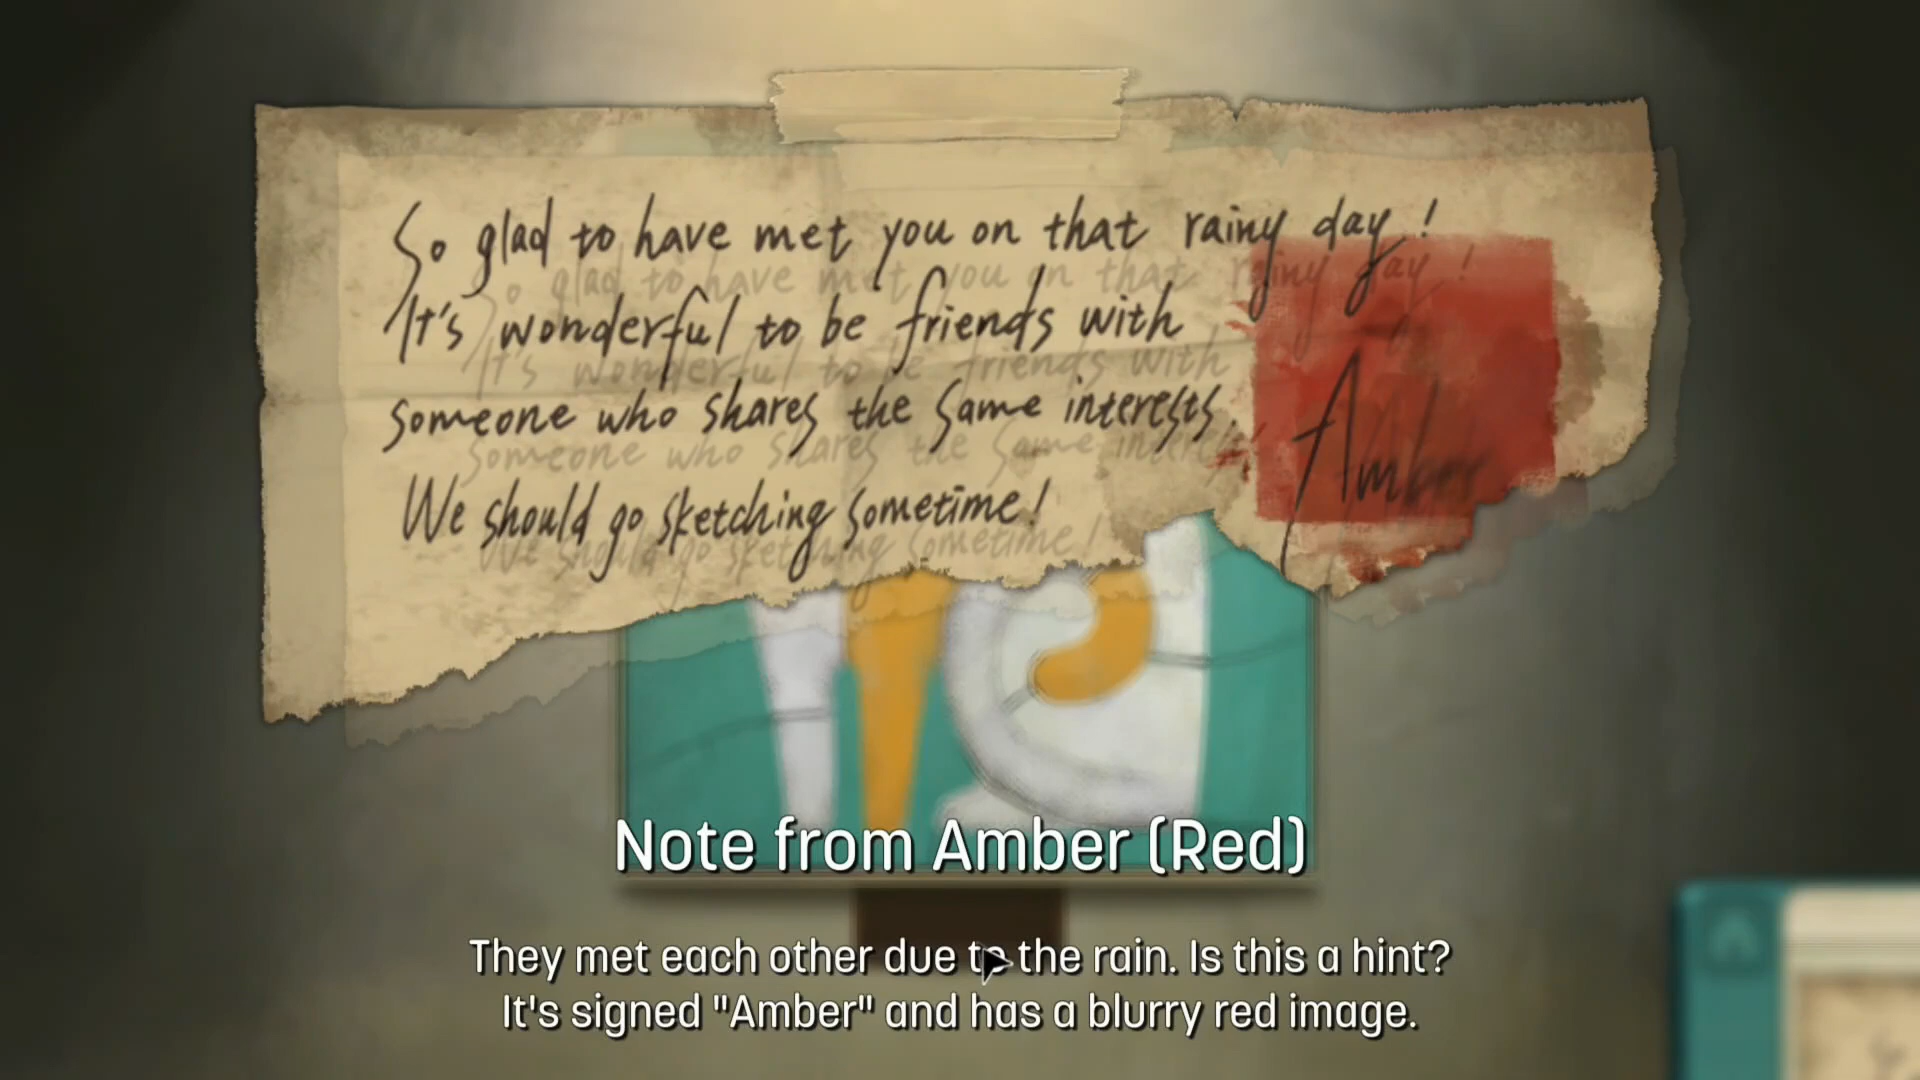 So glad to have met you on that rainy day!
It's wonderful to be friends with
someone who shares the same interests.
We should go sketching sometime!
Amber
Note from Amber (Red)
They met each other due to the rain. Is this a hint?
It's signed "Amber" and has a blurry red image.